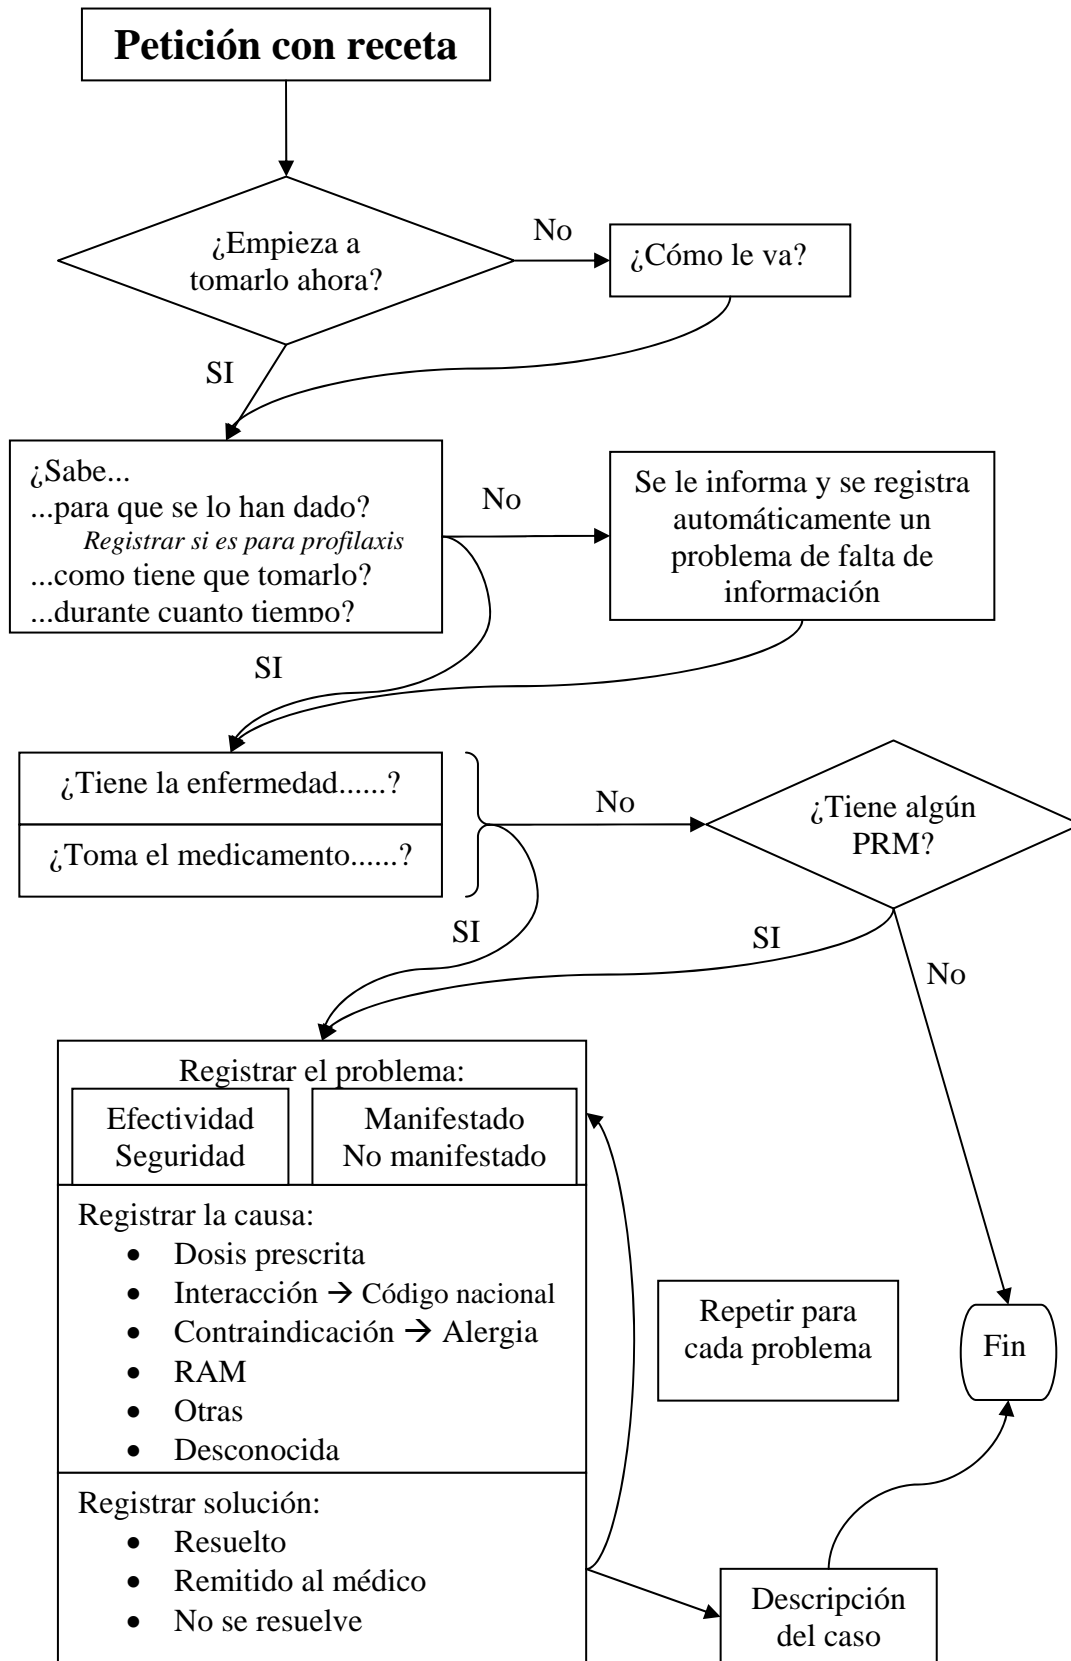 Petición con receta
¿Empieza a
tomarlo ahora?
No
¿Cómo le va?
SI
¿Sabe...
...para que se lo han dado?
Registrar si es para profilaxis
...como tiene que tomarlo?
...durante cuanto tiempo?
No
Se le informa y se registra
automáticamente un
problema de falta de
información
SI
¿Tiene la enfermedad......?
¿Toma el medicamento......?
No
¿Tiene algún
PRM?
SI
SI
No
Registrar el problema:
Efectividad
Seguridad
Manifestado
No manifestado
Registrar la causa:
• Dosis prescrita
• Interacción → Código nacional
• Contraindicación → Alergia
• RAM
• Otras
• Desconocida
Repetir para
cada problema
Fin
Registrar solución:
• Resuelto
• Remitido al médico
• No se resuelve
Descripción
del caso